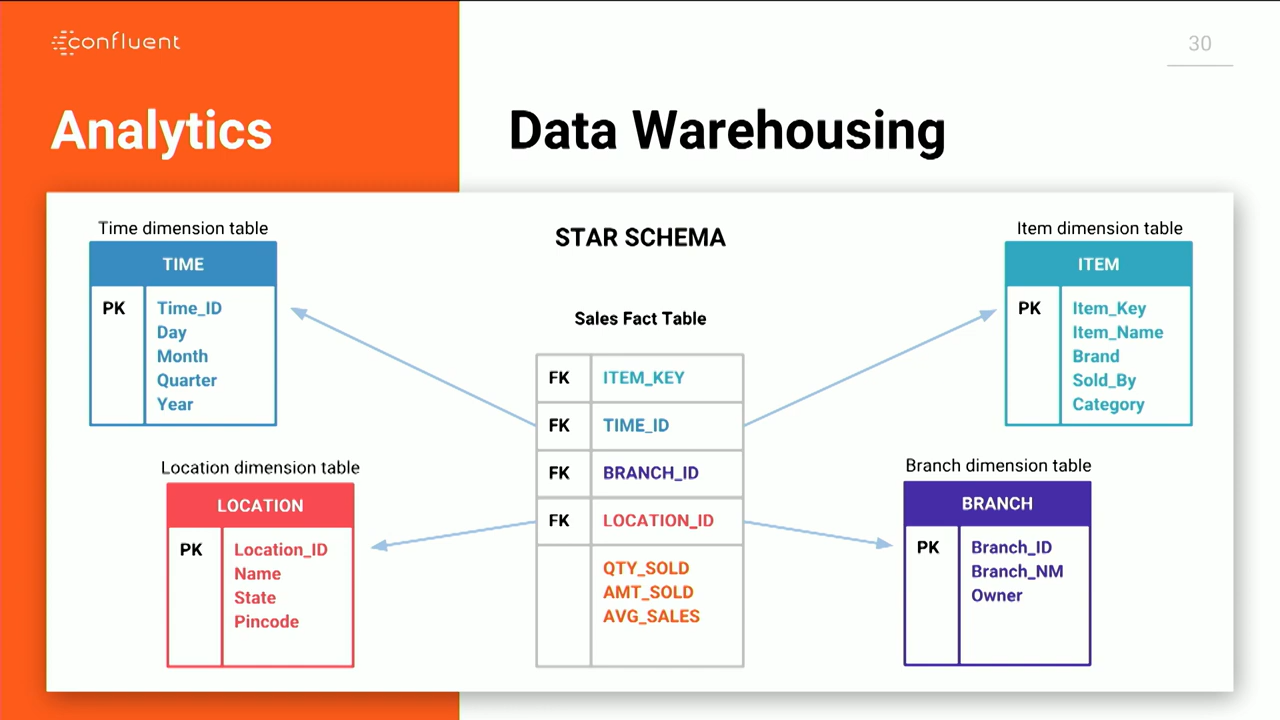 confluent
30
Analytics
Data Warehousing
STAR SCHEMA
Time dimension table
TIME
PK
Time_ID
Day
Month
Quarter
Year
Location dimension table
LOCATION
PK
Location_ID
Name
State
Pincode
Sales Fact Table
FK ITEM_KEY
FK TIME_ID
FK BRANCH_ID
FK LOCATION_ID
QTY_SOLD
AMT_SOLD
AVG_SALES
Item dimension table
ITEM
PK
Item_Key
Item_Name
Brand
Sold_By
Category
Branch dimension table
BRANCH
PK
Branch_ID
Branch_NM
Owner